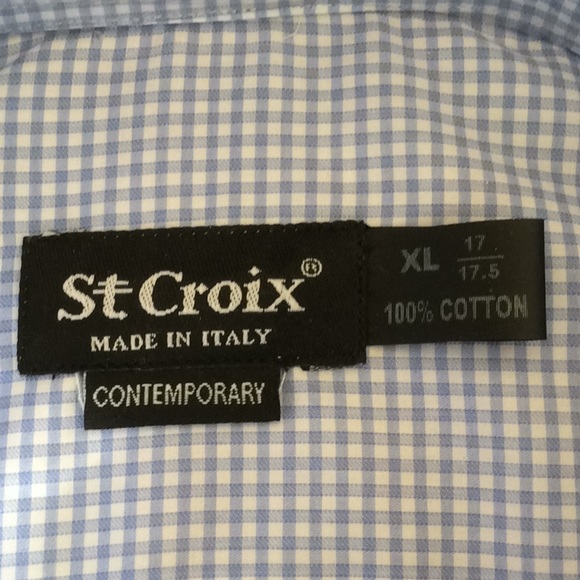 St Croix®
MADE IN ITALY
CONTEMPORARY
XL 17/17.5
100% COTTON